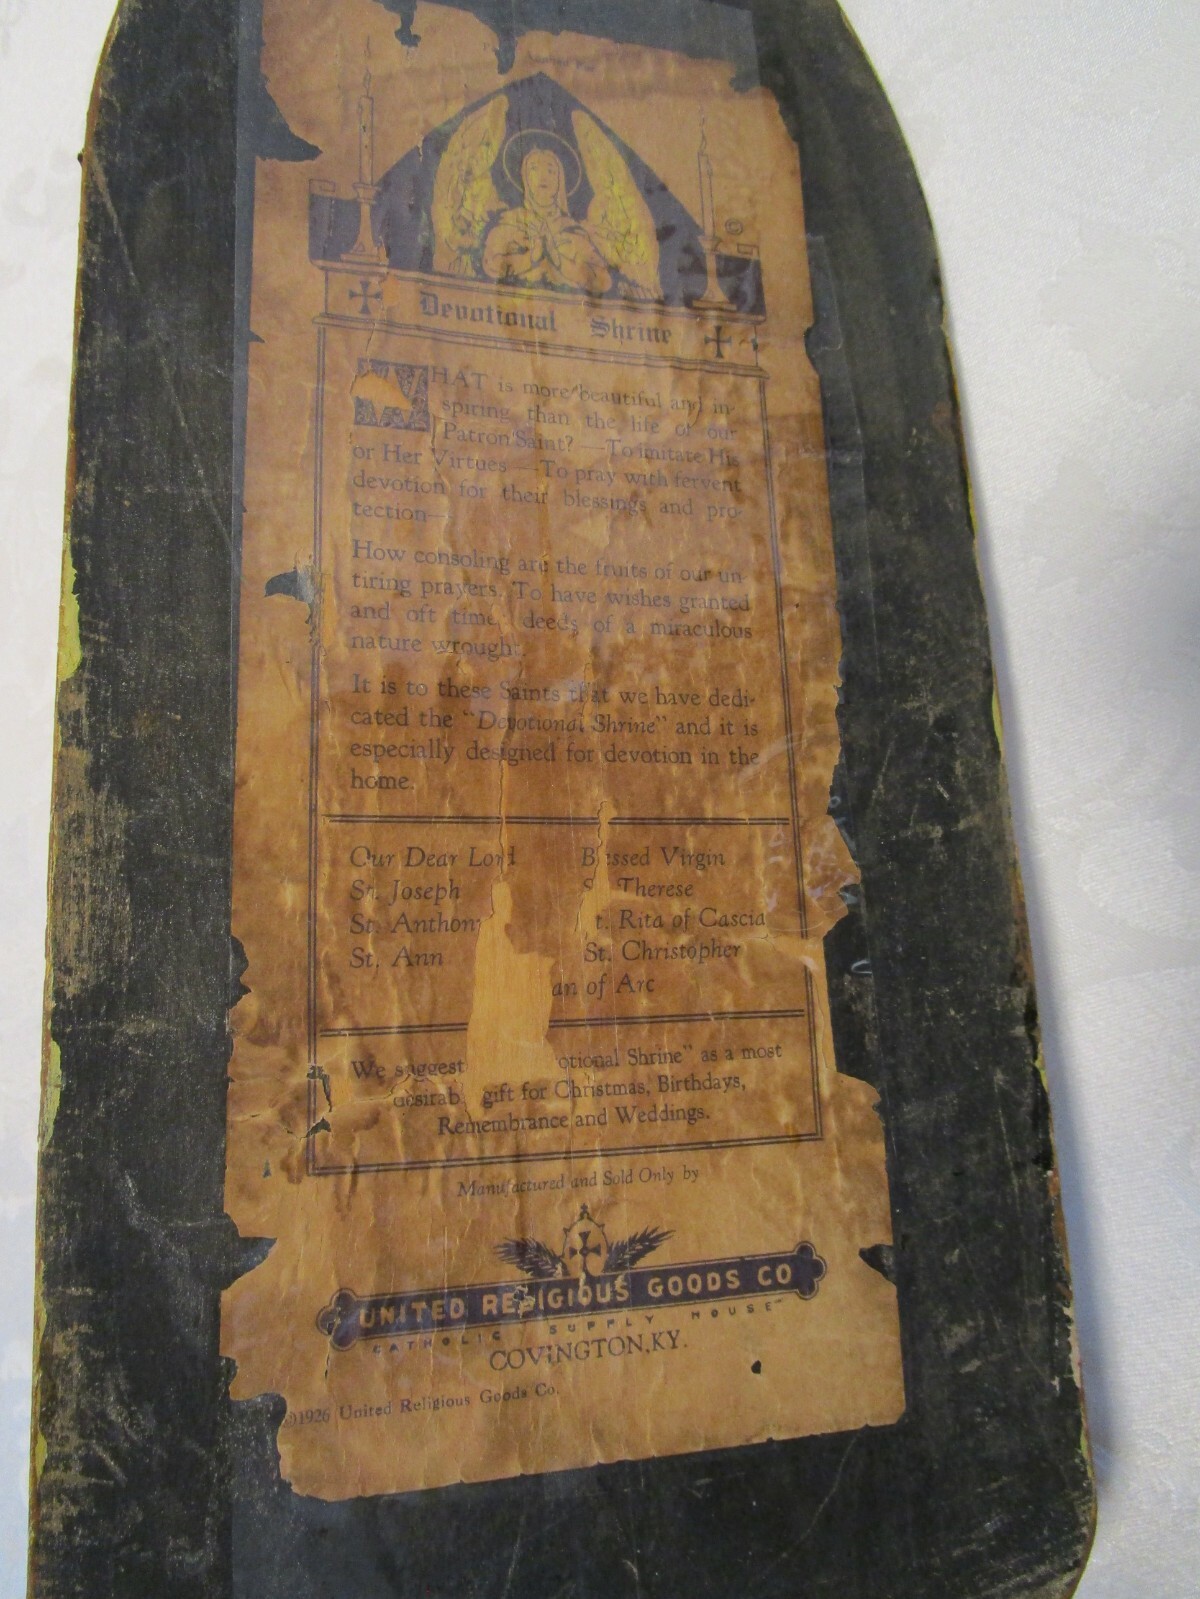 Devotional Shrine
WHAT is more beautiful and in-
spiring than the life of our
Patron Saint? — To imitate His
or Her Virtues — To pray with fervent
devotion for their blessings and pro-
tection—
How consoling are the fruits of our un-
tiring prayers. To have wishes granted
and oft time, deeds of a miraculous
nature wrought.
It is to these Saints that we have dedi-
cated the "Devotional Shrine" and it is
especially designed for devotion in the
home.
Our Dear Lord Blessed Virgin
St. Joseph St. Therese
St. Anthony St. Rita of Cascia
St. Ann St. Christopher
an of Arc
We suggest otional Shrine" as a most
desirab gift for Christmas, Birthdays,
Remembrance and Weddings.
Manufactured and Sold Only by
UNITED RELIGIOUS GOODS CO
CATHOLIC SUPPLY HOUSE
COVINGTON, KY.
©1926 United Religious Goods Co.